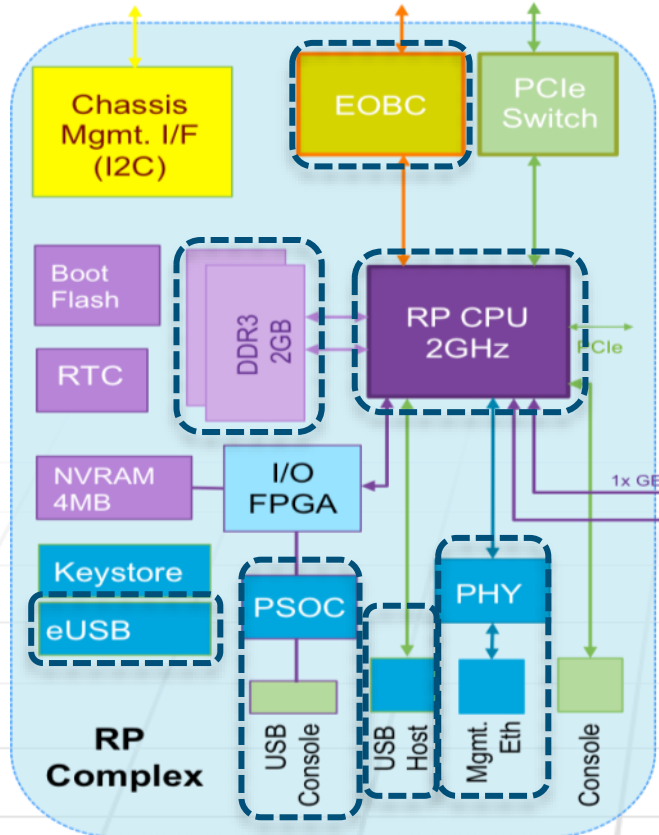 Chassis
Mgmt. I/F
(I2C)
EOBC
PCIe
Switch
Boot
Flash
DDR3
2GB
RP CPU
2GHz
PCIe
RTC
NVRAM
4MB
I/O
FPGA
1x GE
Keystore
eUSB
PSOC
PHY
USB
Console
USB
Host
Mgmt.
Eth
Console
RP
Complex